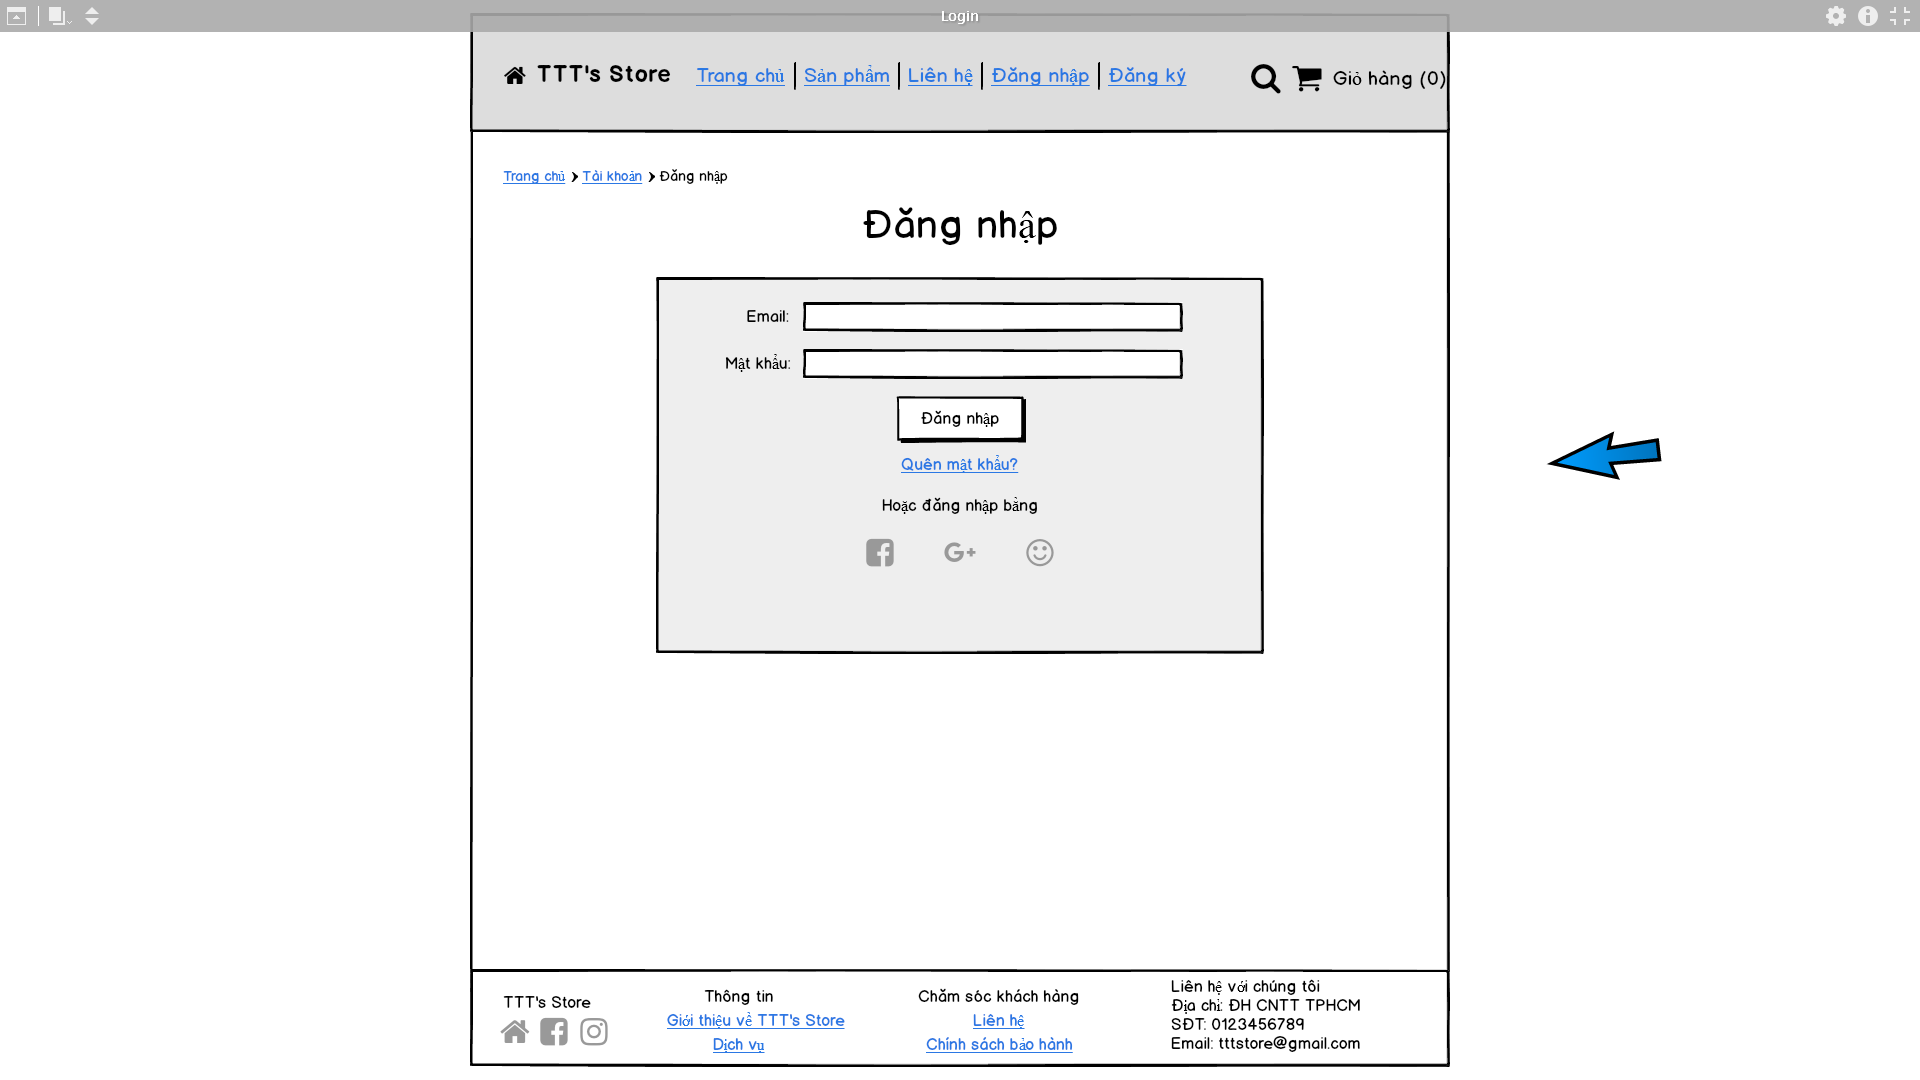 Login
TTT's Store
Trang chủ
Sản phẩm
Liên hệ
Đăng nhập
Đăng ký
Giỏ hàng (0)
Trang chủ
Tài khoản
Đăng nhập
Đăng nhập
Email:
Mật khẩu:
Đăng nhập
Quên mật khẩu?
Hoặc đăng nhập bằng
TTT's Store
Thông tin
Giới thiệu về TTT's Store
Dịch vụ
Chăm sóc khách hàng
Liên hệ
Chính sách bảo hành
Liên hệ với chúng tôi
Địa chỉ: ĐH CNTT TPHCM
SĐT: 0123456789
Email: tttstore@gmail.com